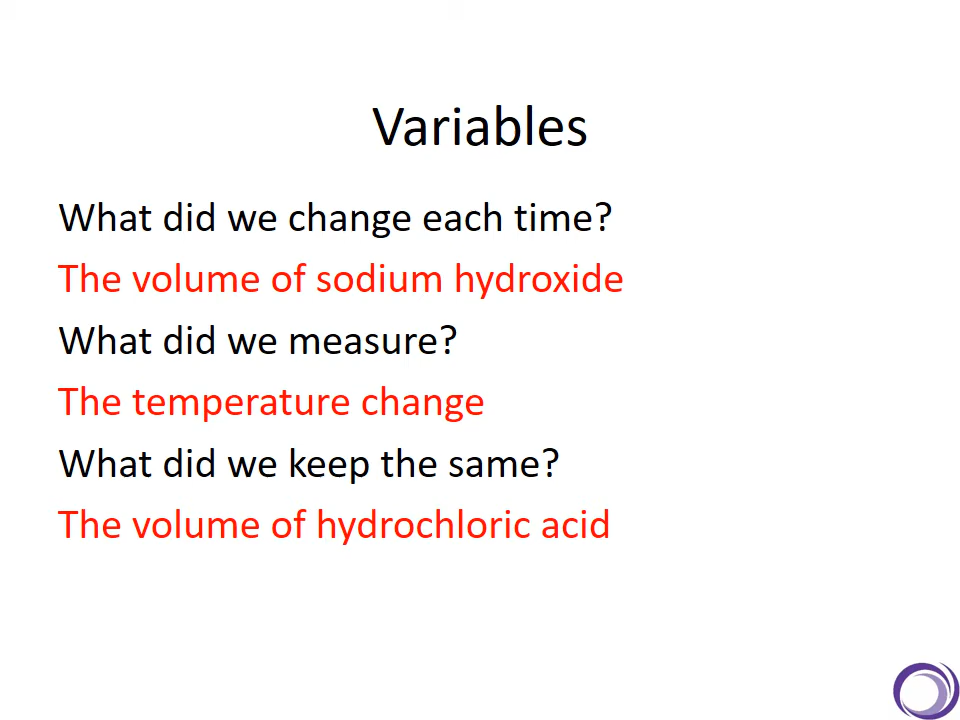 Variables
What did we change each time?
The volume of sodium hydroxide
What did we measure?
The temperature change
What did we keep the same?
The volume of hydrochloric acid